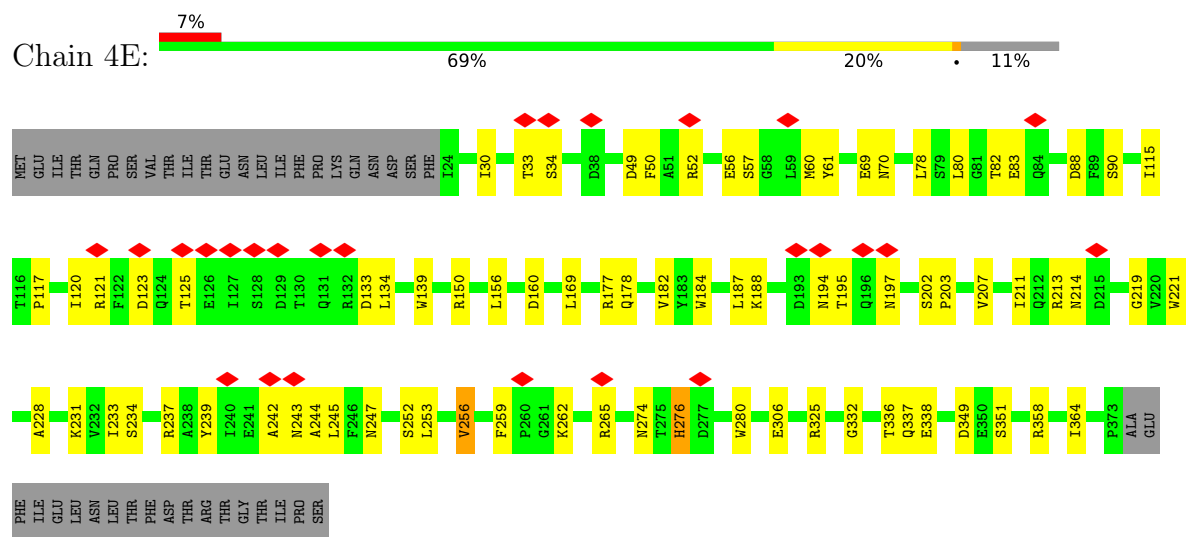 7%
Chain 4E:
69% 20% • 11%
MET GLU ILE THR GLN PRO SER VAL THR ILE THR GLU ASN LEU ILE PHE PRO LYS GLN ASN ASP SER PHE I24 I30 T33 S34 D38 D49 F50 A51 R52 E56 S57 G58 L59 M60 Y61 E69 N70 L78 S79 L80 G81 T82 E83 Q84 D88 F89 S90 I115
T116 P117 I120 R121 F122 D123 Q124 T125 E126 I127 S128 D129 T130 Q131 R132 D133 L134 W139 R150 L156 D160 L169 R177 Q178 V182 Y183 W184 L187 K188 D193 N194 T195 Q196 N197 S202 P203 V207 I211 Q212 R213 N214 D215 G219 V220 W221
A228 K231 V232 I233 S234 R237 A238 Y239 I240 E241 A242 N243 A244 L245 F246 N247 S252 L253 V256 F259 P260 G261 K262 R265 N274 T275 H276 D277 W280 E306 R325 G332 T336 Q337 E338 D349 E350 S351 R358 I364 P373 ALA GLU
PHE ILE GLU LEU ASN LEU THR PHE ASP THR ARG THR GLY THR ILE PRO SER